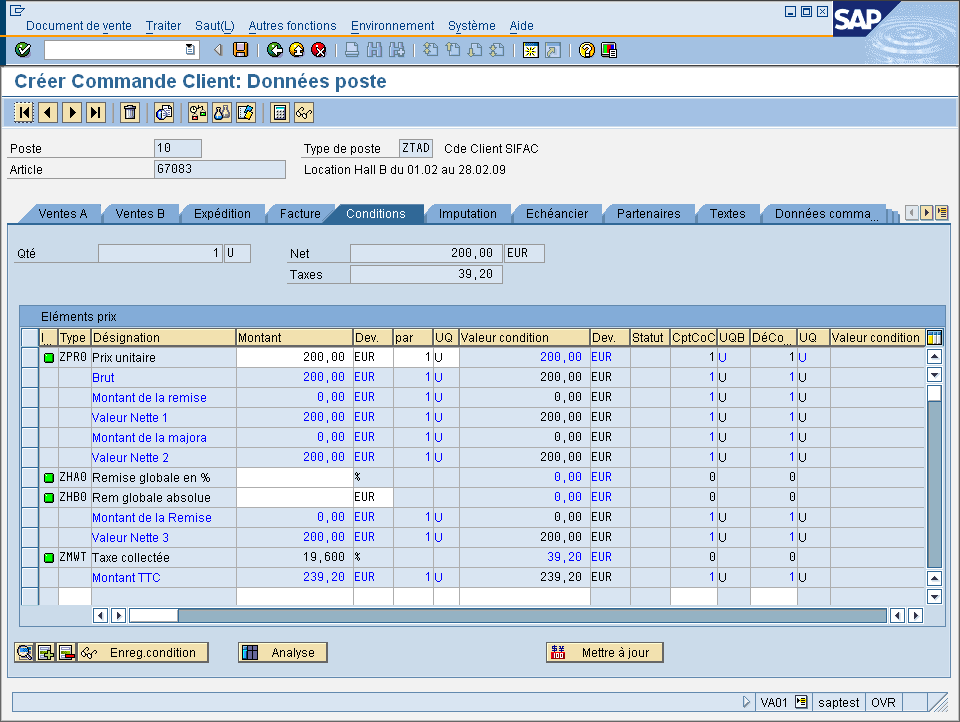 Document de vente Traiter Saut(L) Autres fonctions Environnement Système Aide
SAP
Créer Commande Client: Données poste
Poste 10 Type de poste ZTAD Cde Client SIFAC
Article G7083 Location Hall B du 01.02 au 28.02.09
Ventes A Ventes B Expédition Facture Conditions Imputation Echéancier Partenaires Textes Données comma...
Qté 1 U Net 200,00 EUR
Taxes 39,20
Eléments prix
I... Type Désignation Montant Dev. par UQ Valeur condition Dev. Statut CptCoC UQB DéCo... UQ Valeur condition
ZPR0 Prix unitaire 200,00 EUR 1 U 200,00 EUR 1 U 1 U
Brut 200,00 EUR 1 U 200,00 EUR 1 U 1 U
Montant de la remise 0,00 EUR 1 U 0,00 EUR 1 U 1 U
Valeur Nette 1 200,00 EUR 1 U 200,00 EUR 1 U 1 U
Montant de la majora 0,00 EUR 1 U 0,00 EUR 1 U 1 U
Valeur Nette 2 200,00 EUR 1 U 200,00 EUR 1 U 1 U
ZHA0 Remise globale en % % 0,00 EUR 0 0
ZHB0 Rem globale absolue EUR 0,00 EUR 0 0
Montant de la Remise 0,00 EUR 1 U 0,00 EUR 1 U 1 U
Valeur Nette 3 200,00 EUR 1 U 200,00 EUR 1 U 1 U
ZMWT Taxe collectée 19,600 % 39,20 EUR 0 0
Montant TTC 239,20 EUR 1 U 239,20 EUR 1 U 1 U
Enreg.condition Analyse Mettre à jour
VA01 saptest OVR